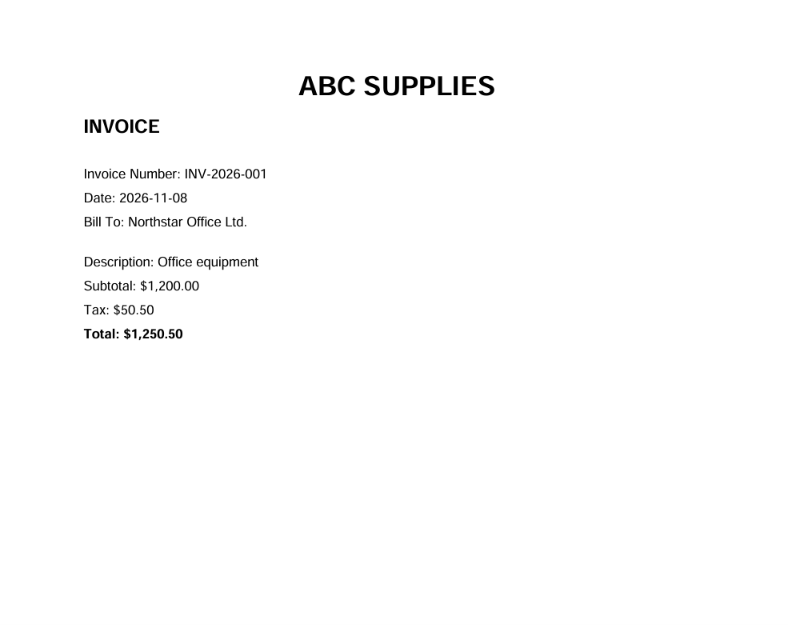 ABC SUPPLIES
INVOICE
Invoice Number: INV-2026-001
Date: 2026-11-08
Bill To: Northstar Office Ltd.
Description: Office equipment
Subtotal: $1,200.00
Tax: $50.50
Total: $1,250.50